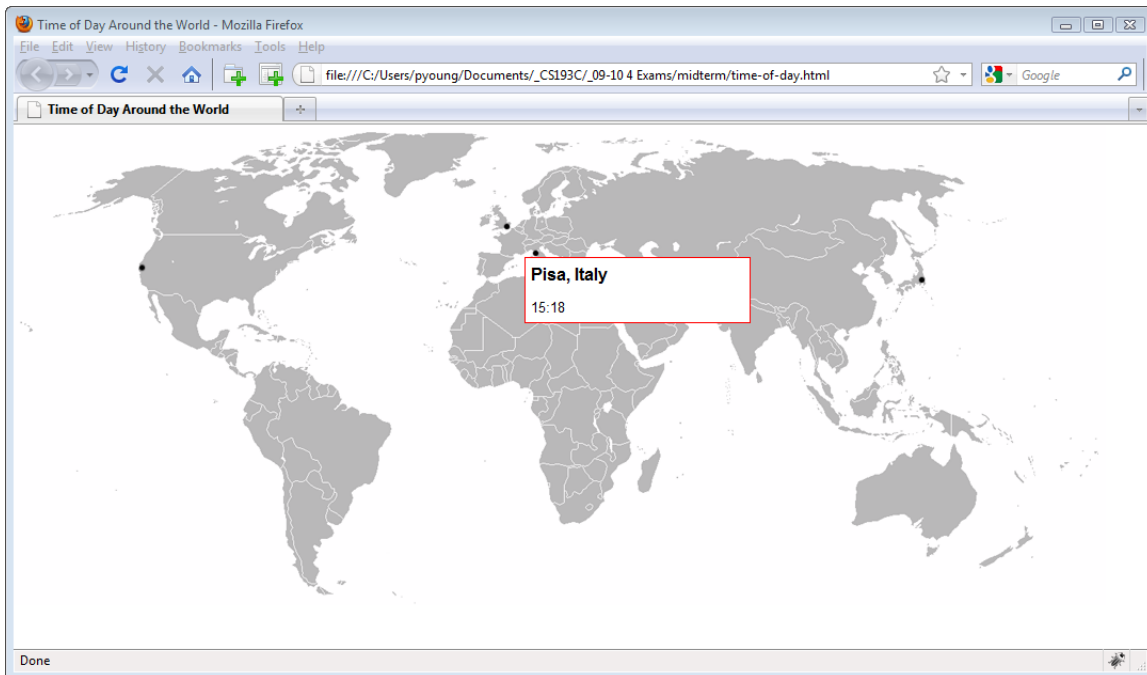 Time of Day Around the World - Mozilla Firefox
File Edit View History Bookmarks Tools Help
file:///C:/Users/pyoung/Documents/_CS193C/_09-10 4 Exams/midterm/time-of-day.html Google
Time of Day Around the World
Pisa, Italy
15:18
Done